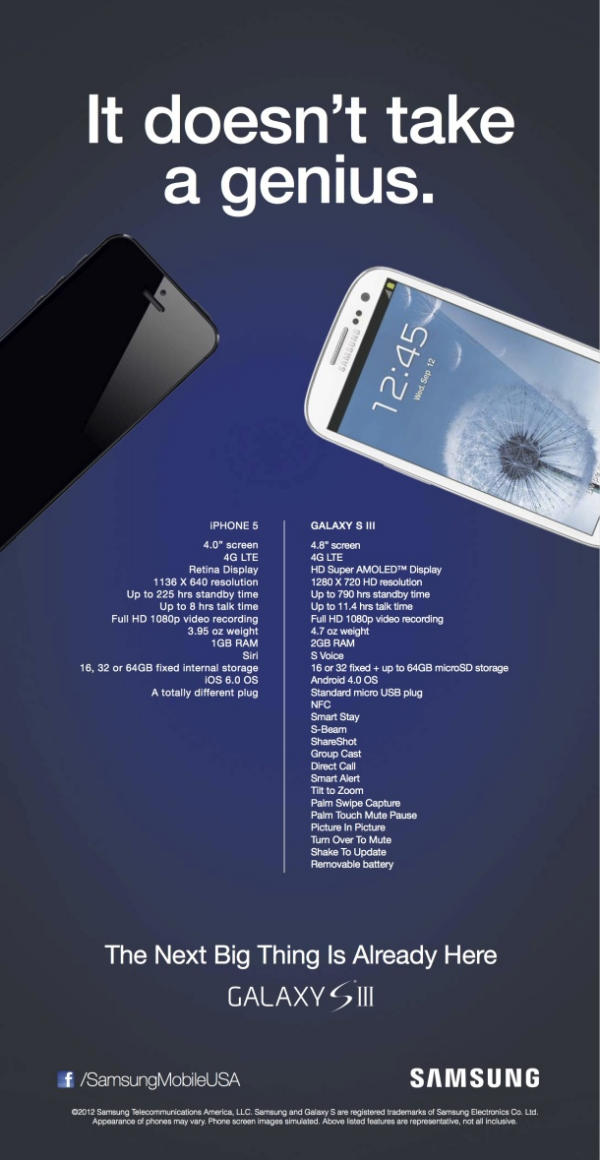 It doesn't take
a genius.
SAMSUNG
12:45
Wed, Sep 12
iPHONE 5
4.0" screen
4G LTE
Retina Display
1136 X 640 resolution
Up to 225 hrs standby time
Up to 8 hrs talk time
Full HD 1080p video recording
3.95 oz weight
1GB RAM
Siri
16, 32 or 64GB fixed internal storage
iOS 6.0 OS
A totally different plug
GALAXY S III
4.8" screen
4G LTE
HD Super AMOLED™ Display
1280 X 720 HD resolution
Up to 790 hrs standby time
Up to 11.4 hrs talk time
Full HD 1080p video recording
4.7 oz weight
2GB RAM
S Voice
16 or 32 fixed + up to 64GB microSD storage
Android 4.0 OS
Standard micro USB plug
NFC
Smart Stay
S-Beam
ShareShot
Group Cast
Direct Call
Smart Alert
Tilt to Zoom
Palm Swipe Capture
Palm Touch Mute Pause
Picture In Picture
Turn Over To Mute
Shake To Update
Removable battery
The Next Big Thing Is Already Here
GALAXY S III
f /SamsungMobileUSA
SAMSUNG
©2012 Samsung Telecommunications America, LLC. Samsung and Galaxy S are registered trademarks of Samsung Electronics Co. Ltd.
Appearance of phones may vary. Phone screen images simulated. Above listed features are representative, not all inclusive.